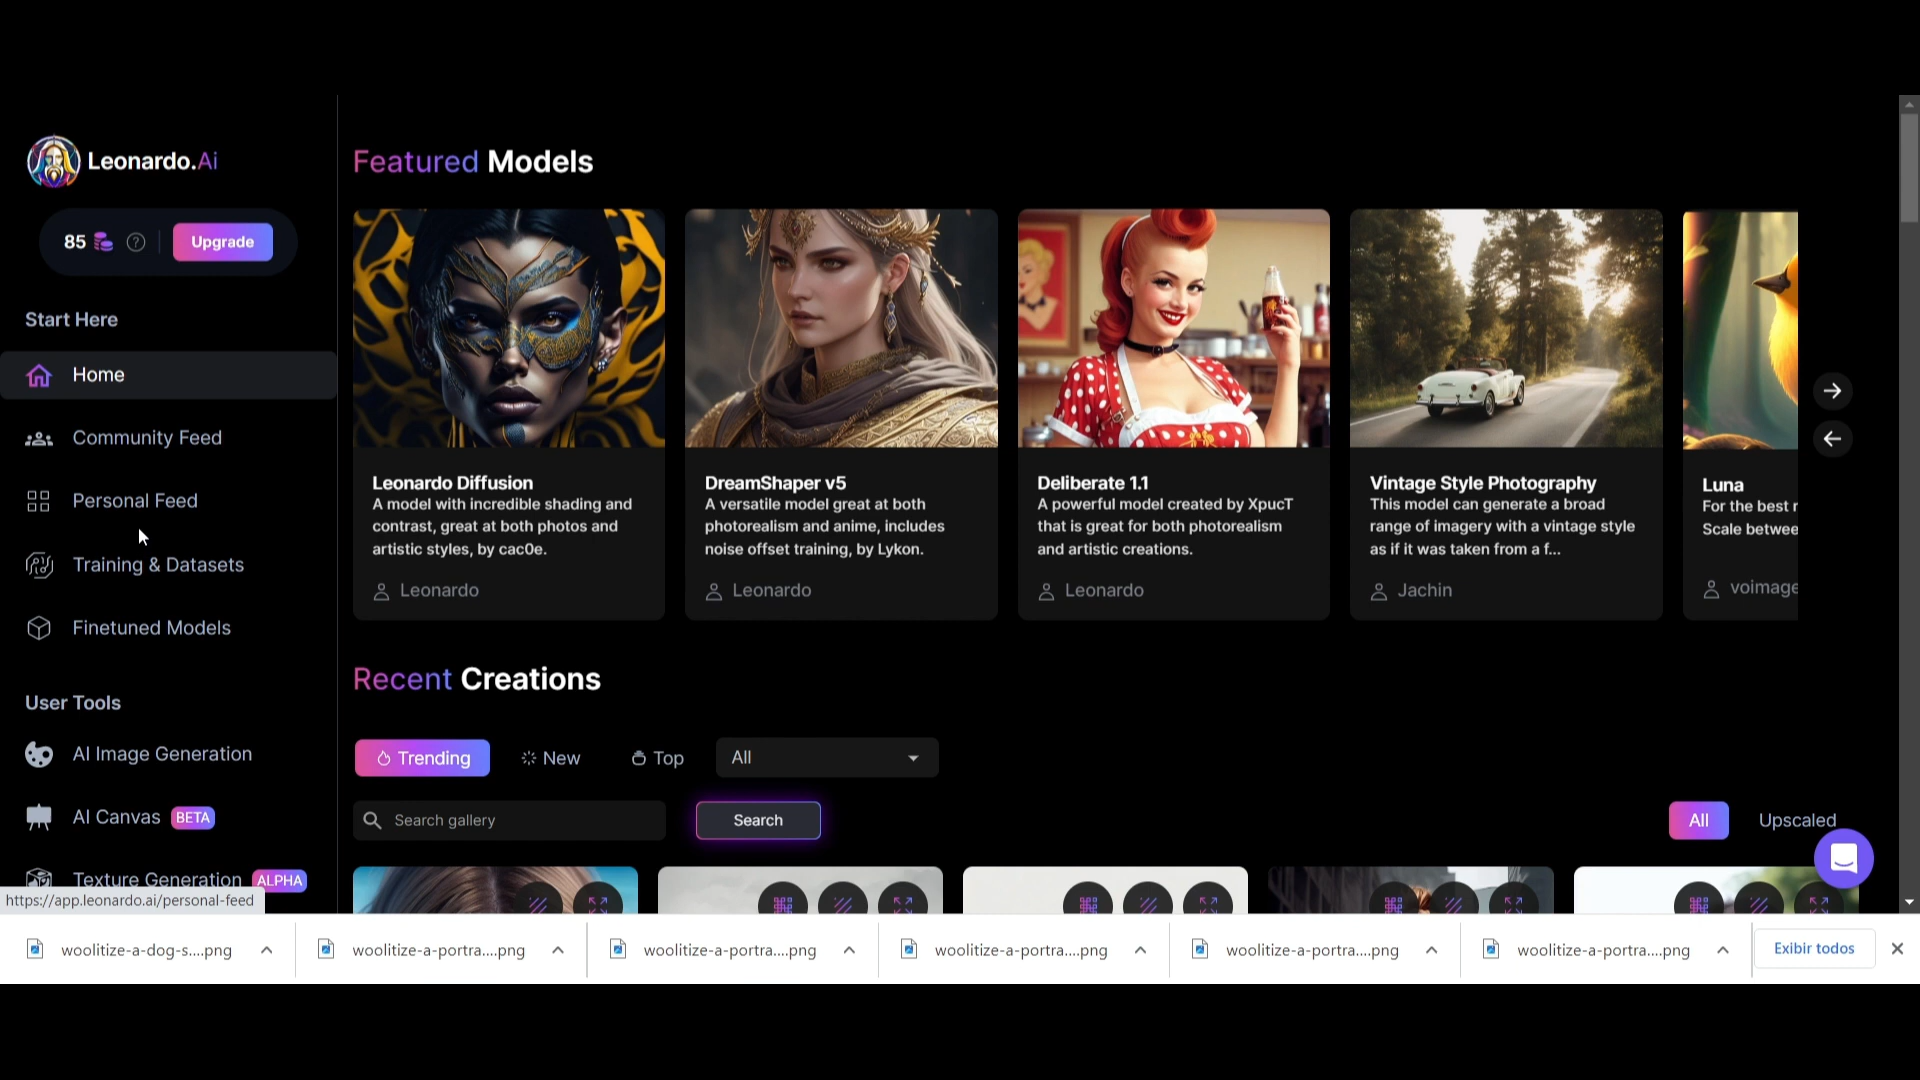 Leonardo.Ai
85
Upgrade
Start Here
Home
Community Feed
Personal Feed
Training & Datasets
Finetuned Models
User Tools
AI Image Generation
AI Canvas BETA
Texture Generation ALPHA
https://app.leonardo.ai/personal-feed
Featured Models
Leonardo Diffusion
A model with incredible shading and
contrast, great at both photos and
artistic styles, by cac0e.
Leonardo
DreamShaper v5
A versatile model great at both
photorealism and anime, includes
noise offset training, by Lykon.
Leonardo
Deliberate 1.1
A powerful model created by XpucT
that is great for both photorealism
and artistic creations.
Leonardo
Vintage Style Photography
This model can generate a broad
range of imagery with a vintage style
as if it was taken from a f...
Jachin
Luna
For the best r
Scale betwee
voimage
Recent Creations
Trending
New
Top
All
Search gallery
Search
All
Upscaled
woolitize-a-dog-s....png
woolitize-a-portra....png
woolitize-a-portra....png
woolitize-a-portra....png
woolitize-a-portra....png
woolitize-a-portra....png
Exibir todos